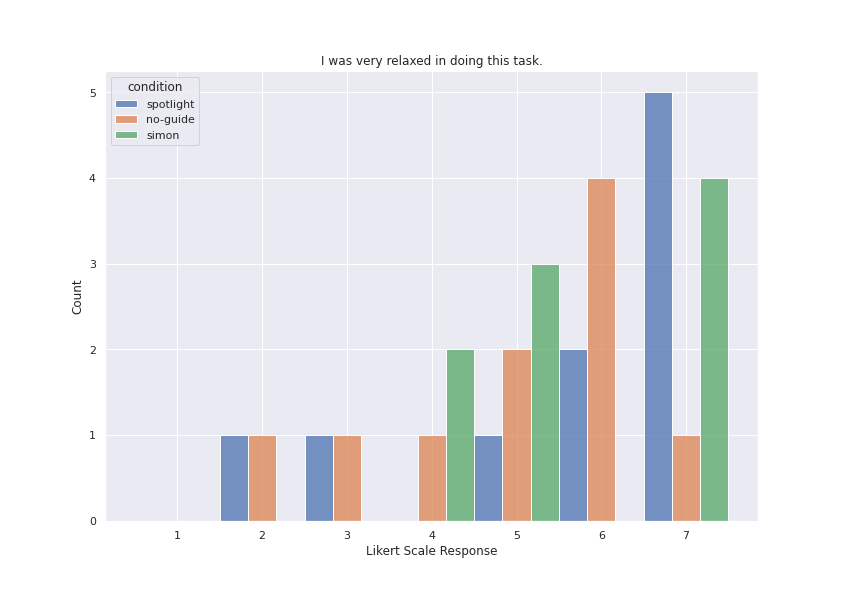 I was very relaxed in doing this task.
condition
spotlight
no-guide
simon
Count
5
4
3
2
1
0
1 2 3 4 5 6 7
Likert Scale Response